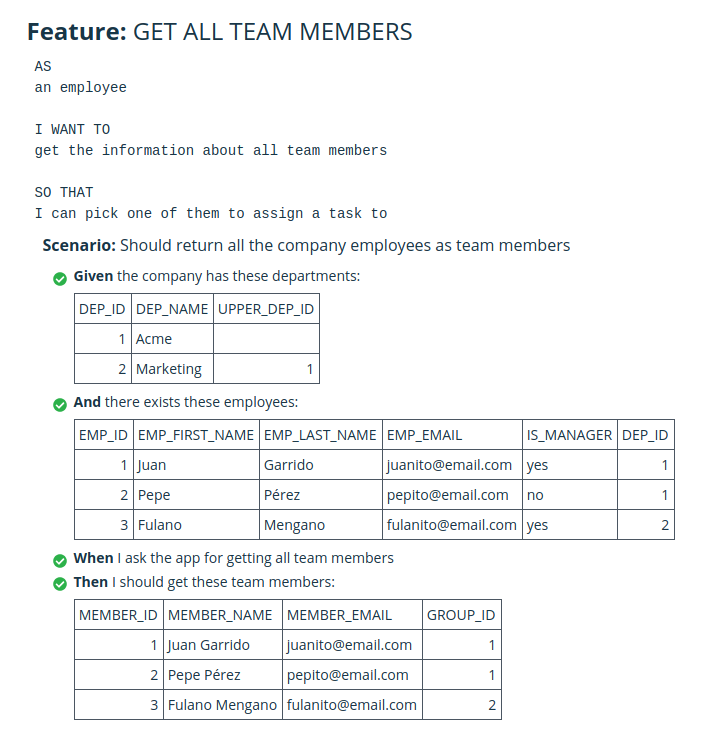 Feature: GET ALL TEAM MEMBERS
AS
an employee
I WANT TO
get the information about all team members
SO THAT
I can pick one of them to assign a task to
Scenario: Should return all the company employees as team members
Given the company has these departments:
DEP_ID DEP_NAME UPPER_DEP_ID
1 Acme
2 Marketing 1
And there exists these employees:
EMP_ID EMP_FIRST_NAME EMP_LAST_NAME EMP_EMAIL IS_MANAGER DEP_ID
1 Juan Garrido juanito@email.com yes 1
2 Pepe Pérez pepito@email.com no 1
3 Fulano Mengano fulanito@email.com yes 2
When I ask the app for getting all team members
Then I should get these team members:
MEMBER_ID MEMBER_NAME MEMBER_EMAIL GROUP_ID
1 Juan Garrido juanito@email.com 1
2 Pepe Pérez pepito@email.com 1
3 Fulano Mengano fulanito@email.com 2